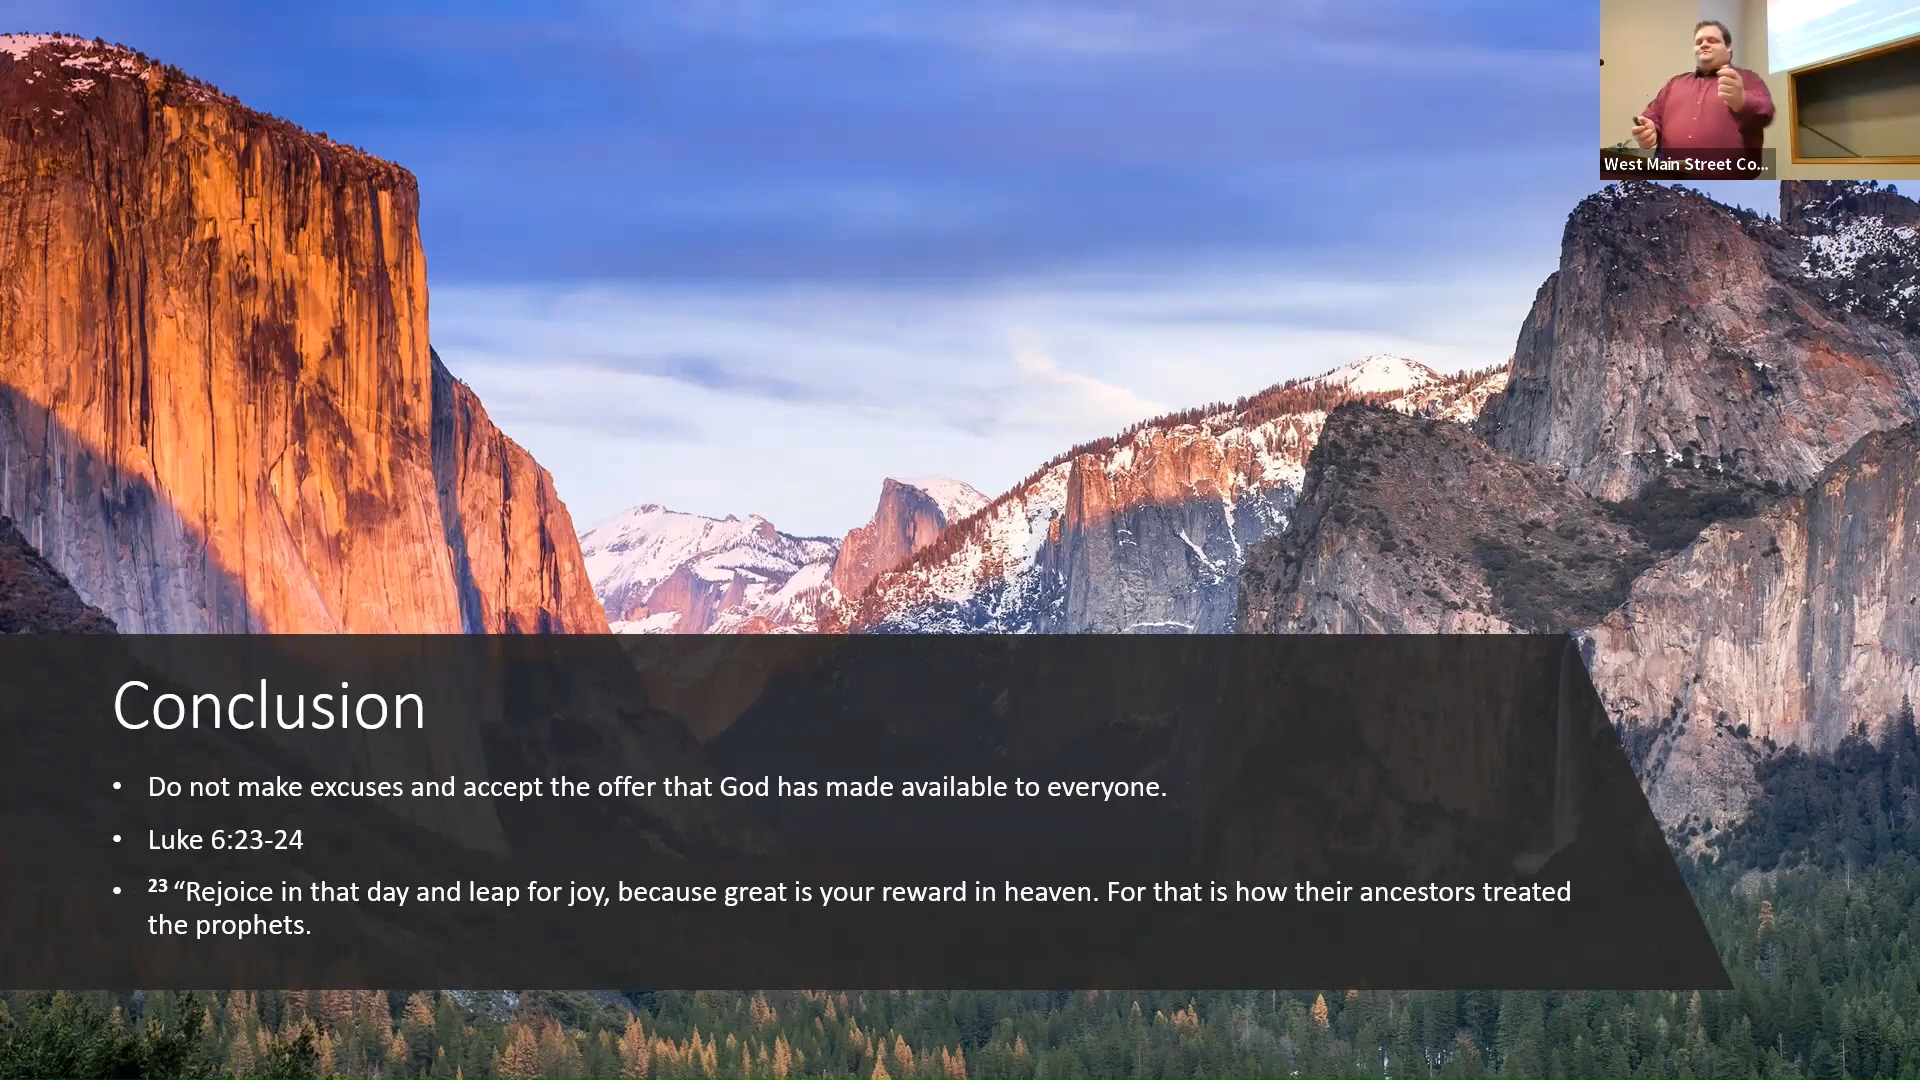 West Main Street Co...
Conclusion
• Do not make excuses and accept the offer that God has made available to everyone.
• Luke 6:23-24
• 23 “Rejoice in that day and leap for joy, because great is your reward in heaven. For that is how their ancestors treated
the prophets.